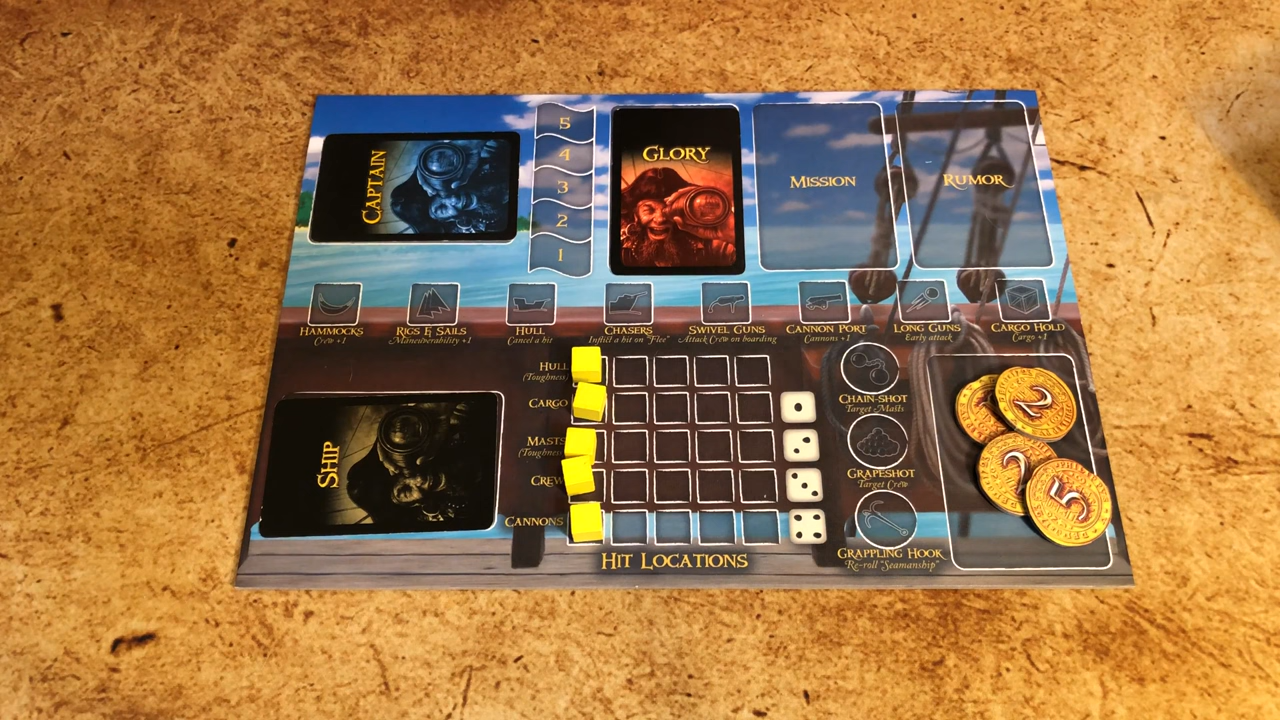 CAPTAIN
5
4
3
2
1
GLORY
MISSION
RUMOR
HAMMOCKS
Crew +1
RIGS & SAILS
Maneuverability +1
HULL
Cancel a hit
CHASERS
Inflict a hit on "Flee"
SWIVEL GUNS
Attack Crew on boarding
CANNON PORT
Cannons +1
LONG GUNS
Early attack
CARGO HOLD
Cargo +1
SHIP
HULL
(Toughness)
CARGO
MASTS
(Toughness
CREW
CANNONS
HIT LOCATIONS
CHAIN-SHOT
Target Masts
GRAPESHOT
Target Crew
GRAPPLING HOOK
Re-roll "Seamanship"
2
2
5